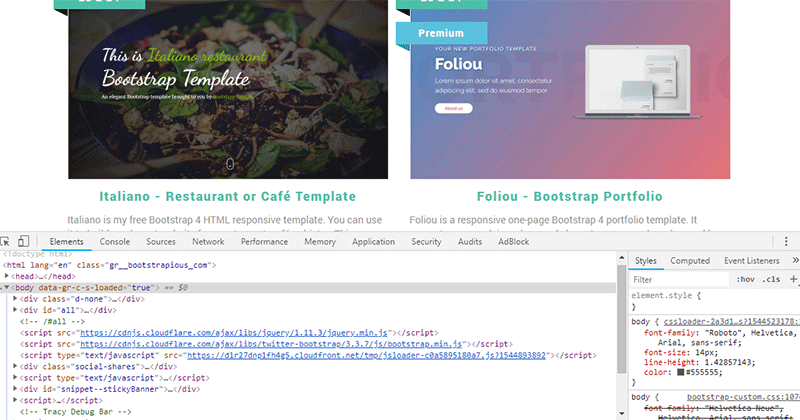 Premium
This is Italiano restaurant
Bootstrap Template
An elegant Bootstrap template brought to you by
YOUR NEW PORTFOLIO TEMPLATE
Foliou
Lorem ipsum dolor sit amet, consectetur
adipiscing elit, sed do eiusmod tempor
About us
Italiano - Restaurant or Café Template
Foliou - Bootstrap Portfolio
Italiano is my free Bootstrap 4 HTML responsive template. You can use
Foliou is a responsive one-page Bootstrap 4 portfolio template. It
Elements Console Sources Network Performance Memory Application Security Audits AdBlock
<!doctype html>
<html lang="en" class="gr__bootstrapious_com">
<head>…</head>
<body data-gr-c-s-loaded="true"> == $0
<div class="d-none">…</div>
<div id="all">…</div>
<!-- /#all -->
<script src="https://cdnjs.cloudflare.com/ajax/libs/jquery/1.11.3/jquery.min.js"></script>
<script src="https://cdnjs.cloudflare.com/ajax/libs/twitter-bootstrap/3.3.7/js/bootstrap.min.js"></script>
<script type="text/javascript" src="https://d1r27dnp1fh4g5.cloudfront.net/tmp/jsloader-c0a5895180a7.js?1544893892"></script>
<div class="social-shares">…</div>
<script type="text/javascript">…</script>
<div id="snippet--stickyBanner">…</div>
<script>…</script>
<!-- Tracy Debug Bar -->
Styles Computed Event Listeners »
Filter :hov .cls +
element.style {
}
body { cssloader-2a3d1.s?1544523178:1
font-family: "Roboto", Helvetica,
Arial, sans-serif;
font-size: 14px;
line-height: 1.42857143;
color: #555555;
}
body { bootstrap-custom.css:107
font-family: "Helvetica Neue",
Helvetica, Arial, sans-serif;